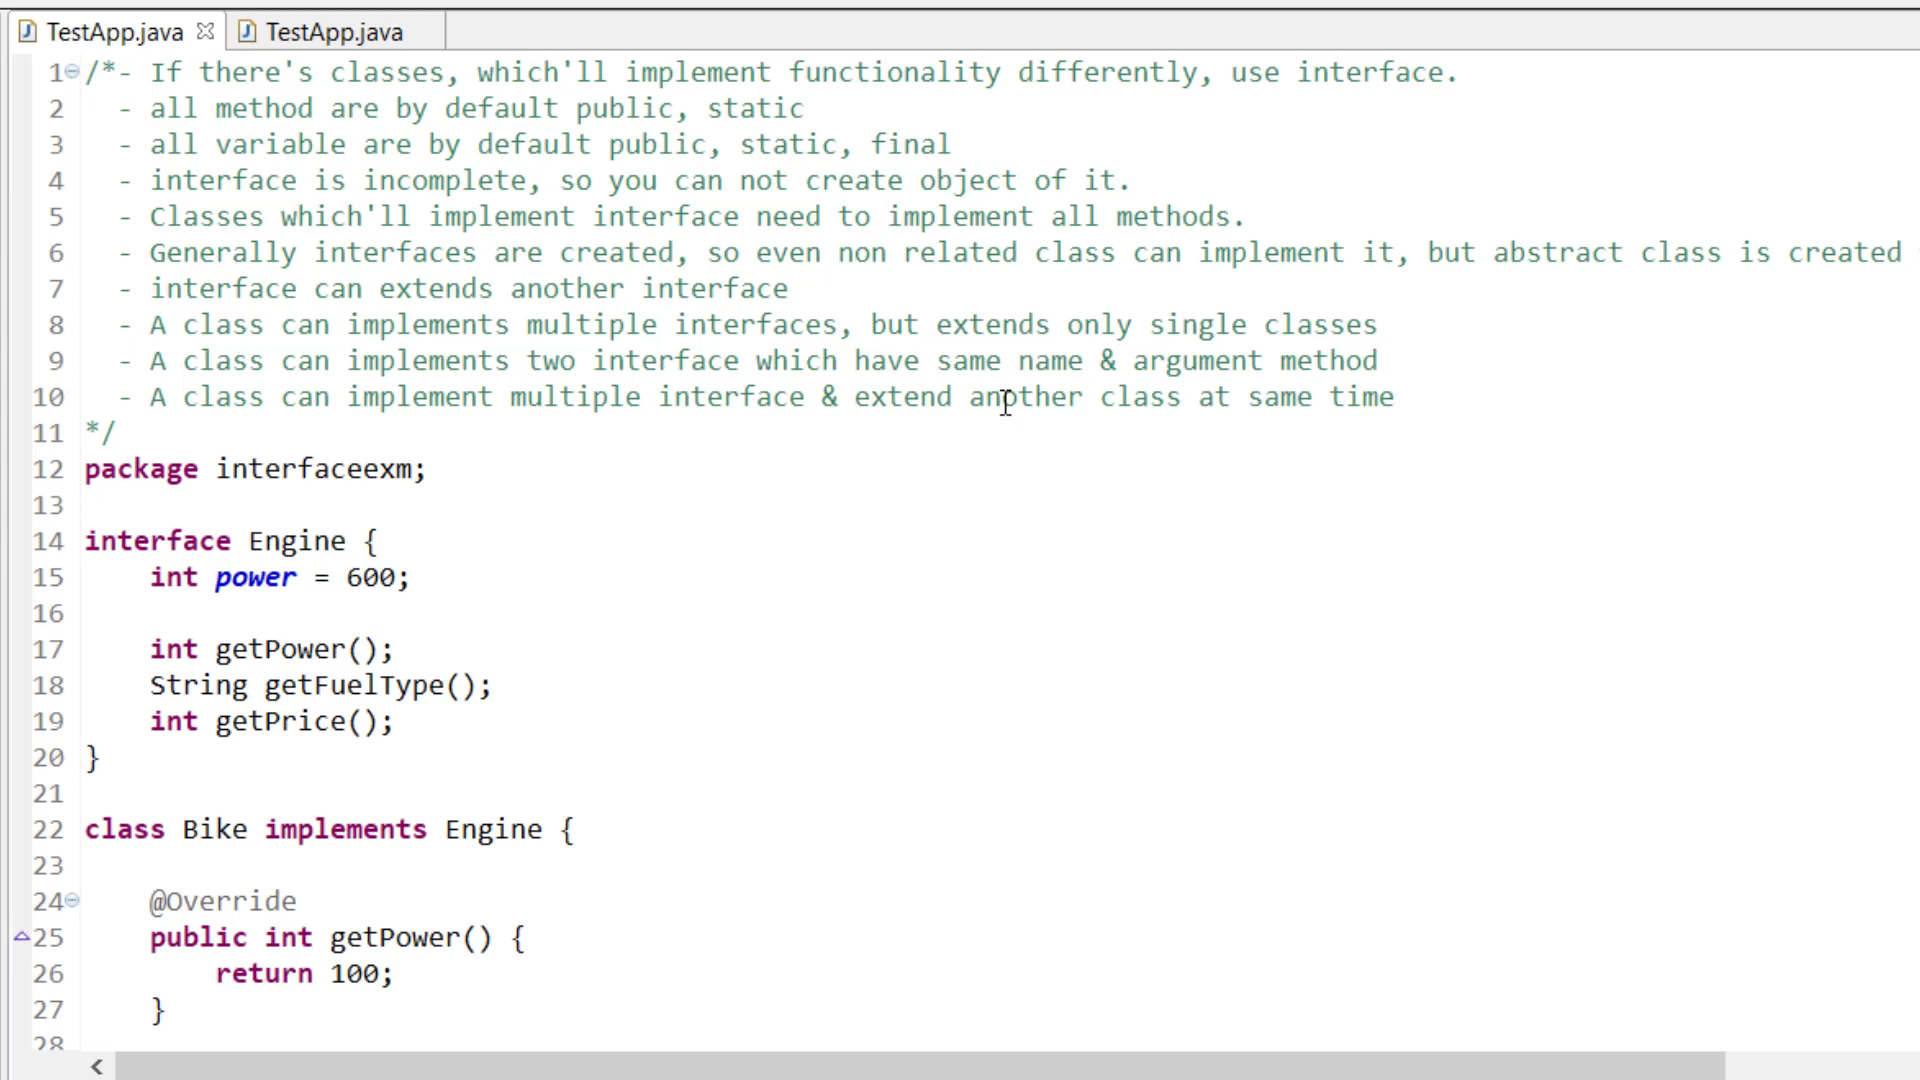 TestApp.java TestApp.java
1 /*- If there's classes, which'll implement functionality differently, use interface.
2 - all method are by default public, static
3 - all variable are by default public, static, final
4 - interface is incomplete, so you can not create object of it.
5 - Classes which'll implement interface need to implement all methods.
6 - Generally interfaces are created, so even non related class can implement it, but abstract class is created
7 - interface can extends another interface
8 - A class can implements multiple interfaces, but extends only single classes
9 - A class can implements two interface which have same name & argument method
10 - A class can implement multiple interface & extend another class at same time
11 */
12 package interfaceexm;
13
14 interface Engine {
15 int power = 600;
16
17 int getPower();
18 String getFuelType();
19 int getPrice();
20 }
21
22 class Bike implements Engine {
23
24 @Override
25 public int getPower() {
26 return 100;
27 }
28